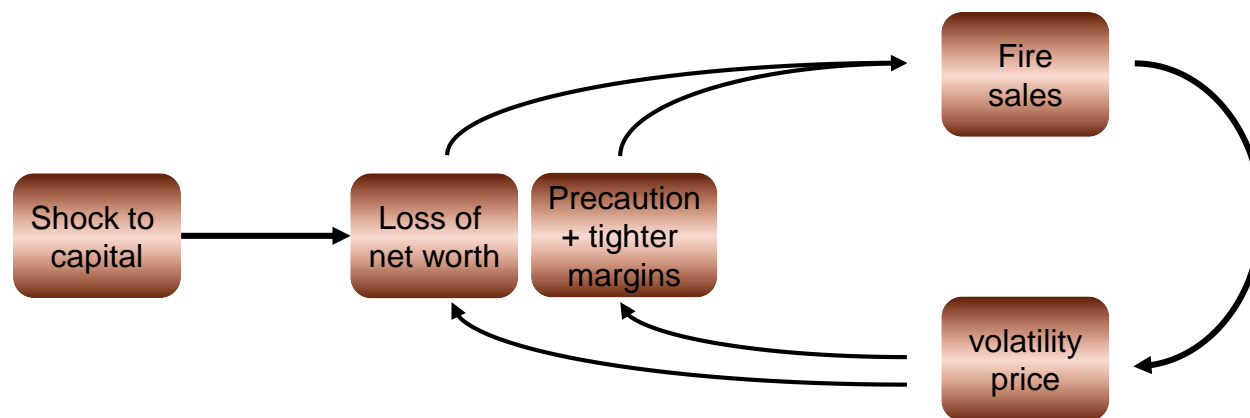 Fire
sales
Shock to
capital
Loss of
net worth
Precaution
+ tighter
margins
volatility
price